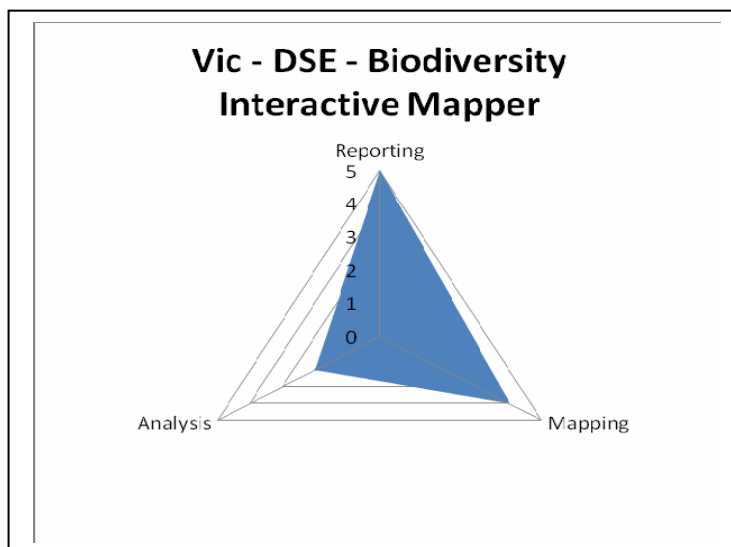 Vic - DSE - Biodiversity
Interactive Mapper
Reporting
5
4
3
2
1
0
Analysis
Mapping